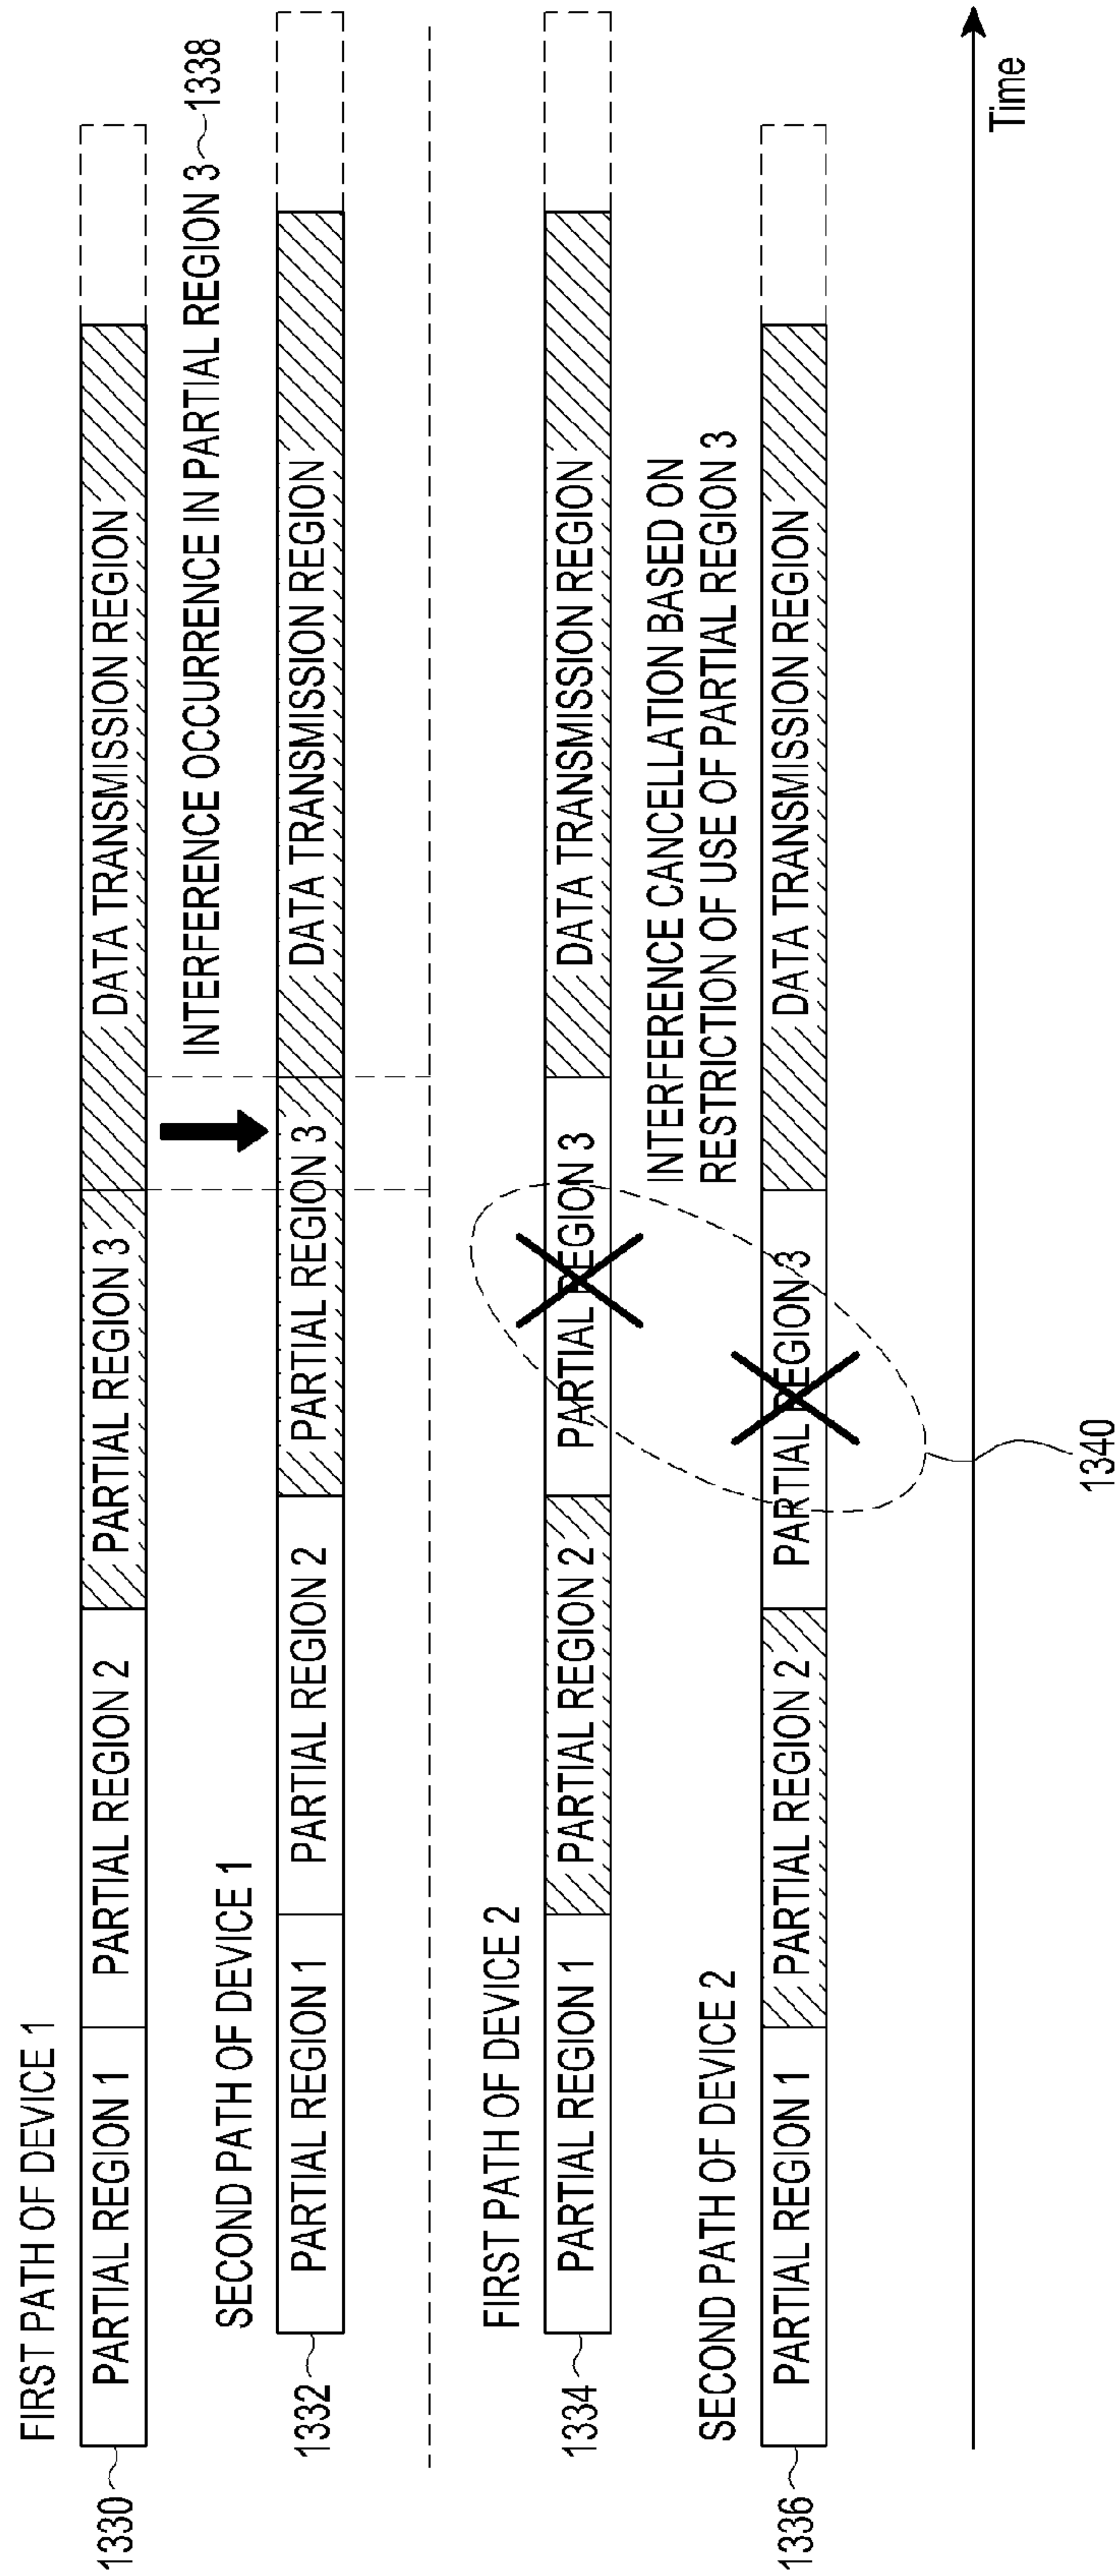 FIRST PATH OF DEVICE 1
1330
PARTIAL REGION 1
PARTIAL REGION 2
PARTIAL REGION 3
DATA TRANSMISSION REGION
INTERFERENCE OCCURRENCE IN PARTIAL REGION 3
1338
SECOND PATH OF DEVICE 1
1332
PARTIAL REGION 1
PARTIAL REGION 2
PARTIAL REGION 3
DATA TRANSMISSION REGION
FIRST PATH OF DEVICE 2
1334
PARTIAL REGION 1
PARTIAL REGION 2
PARTIAL REGION 3
DATA TRANSMISSION REGION
INTERFERENCE CANCELLATION BASED ON
RESTRICTION OF USE OF PARTIAL REGION 3
SECOND PATH OF DEVICE 2
1336
PARTIAL REGION 1
PARTIAL REGION 2
PARTIAL REGION 3
DATA TRANSMISSION REGION
Time
1340